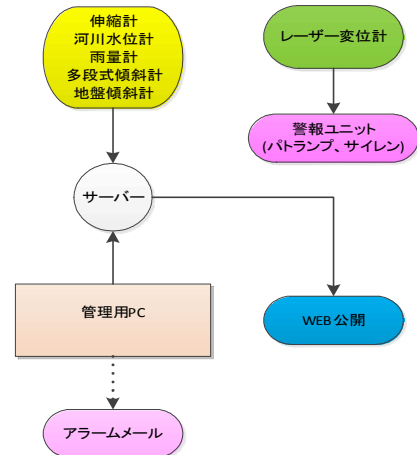 伸縮計
河川水位計
雨量計
多段式傾斜計
地盤傾斜計
レーザー変位計
警報ユニット
(パトランプ、サイレン)
サーバー
管理用PC
WEB公開
アラームメール